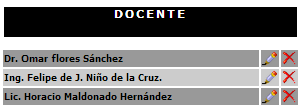 DOCENTE
Dr. Omar flores Sánchez
Ing. Felipe de J. Niño de la Cruz.
Lic. Horacio Maldonado Hernández